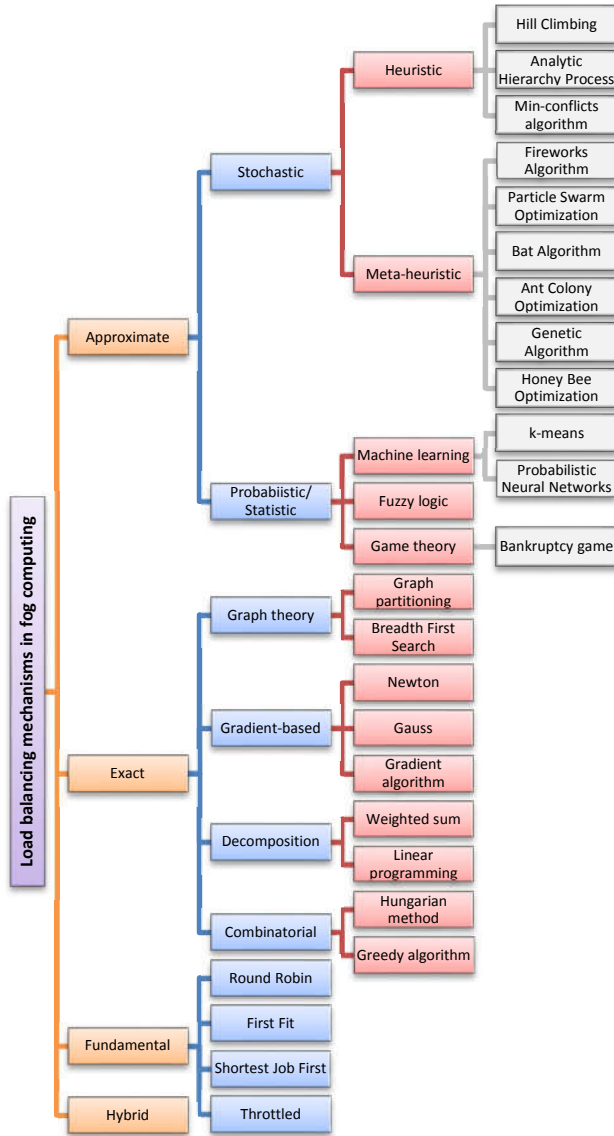 Load balancing mechanisms in fog computing
Approximate
Stochastic
Heuristic
Hill Climbing
Analytic
Hierarchy Process
Min-conflicts
algorithm
Meta-heuristic
Fireworks
Algorithm
Particle Swarm
Optimization
Bat Algorithm
Ant Colony
Optimization
Genetic
Algorithm
Honey Bee
Optimization
Probabiistic/
Statistic
Machine learning
k-means
Probabilistic
Neural Networks
Fuzzy logic
Game theory
Bankruptcy game
Exact
Graph theory
Graph
partitioning
Breadth First
Search
Gradient-based
Newton
Gauss
Gradient
algorithm
Decomposition
Weighted sum
Linear
programming
Combinatorial
Hungarian
method
Greedy algorithm
Fundamental
Round Robin
First Fit
Shortest Job First
Throttled
Hybrid